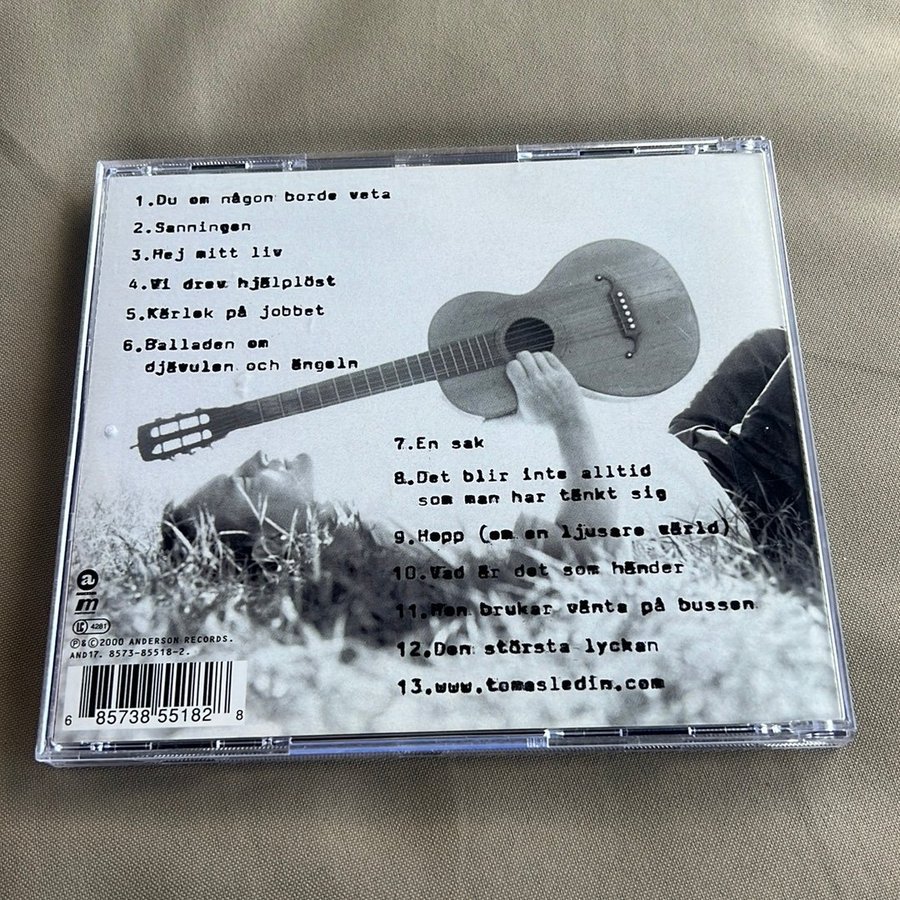 1.Du om någon borde veta
2.Sanningen
3.Hej mitt liv
4.Vi drev hjälplöst
5.Kärlek på jobbet
6.Balladen om
djävulen och ängeln
7.En sak
8.Det blir inte alltid
som man har tänkt sig
9.Hopp (om en ljusare värld)
10.Vad är det som händer
11.Hon brukar vänta på bussen
12.Den största lyckan
13.www.tomasledin.com
a
m
LC 4281
℗&©2000 ANDERSON RECORDS.
AND17. 8573-85518-2.
6 85738 55182 8